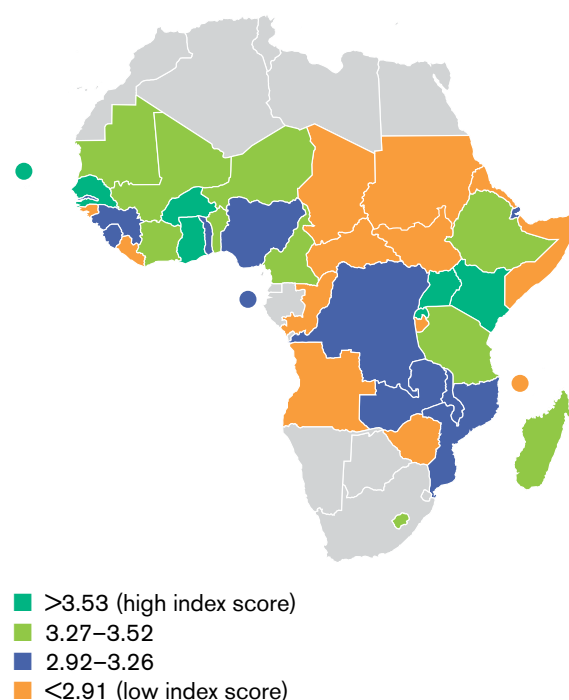 >3.53 (high index score)
3.27–3.52
2.92–3.26
<2.91 (low index score)